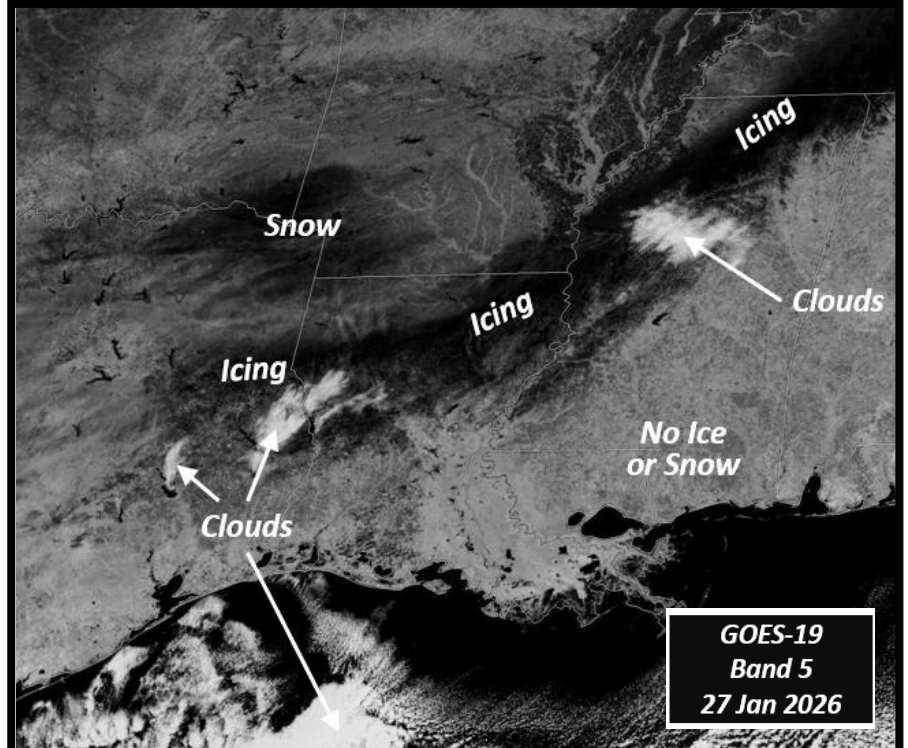 Icing
Snow
Clouds
Icing
Icing
No Ice
or Snow
Clouds
GOES-19
Band 5
27 Jan 2026